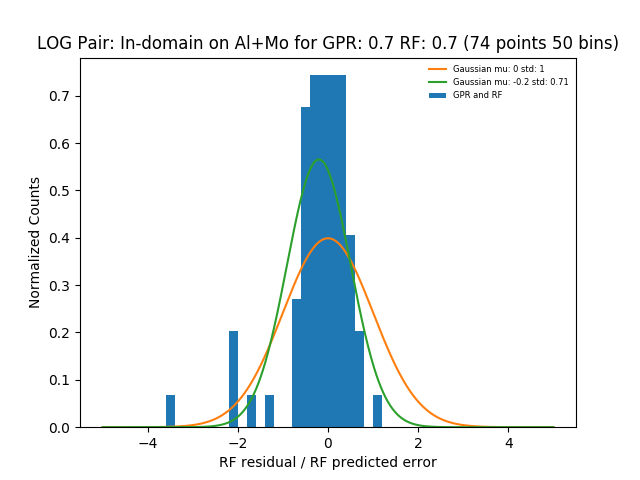 LOG Pair: In-domain on Al+Mo for GPR: 0.7 RF: 0.7 (74 points 50 bins)
Gaussian mu: 0 std: 1
Gaussian mu: -0.2 std: 0.71
GPR and RF
0.7
0.6
0.5
0.4
0.3
0.2
0.1
0.0
Normalized Counts
−4
−2
0
2
4
RF residual / RF predicted error